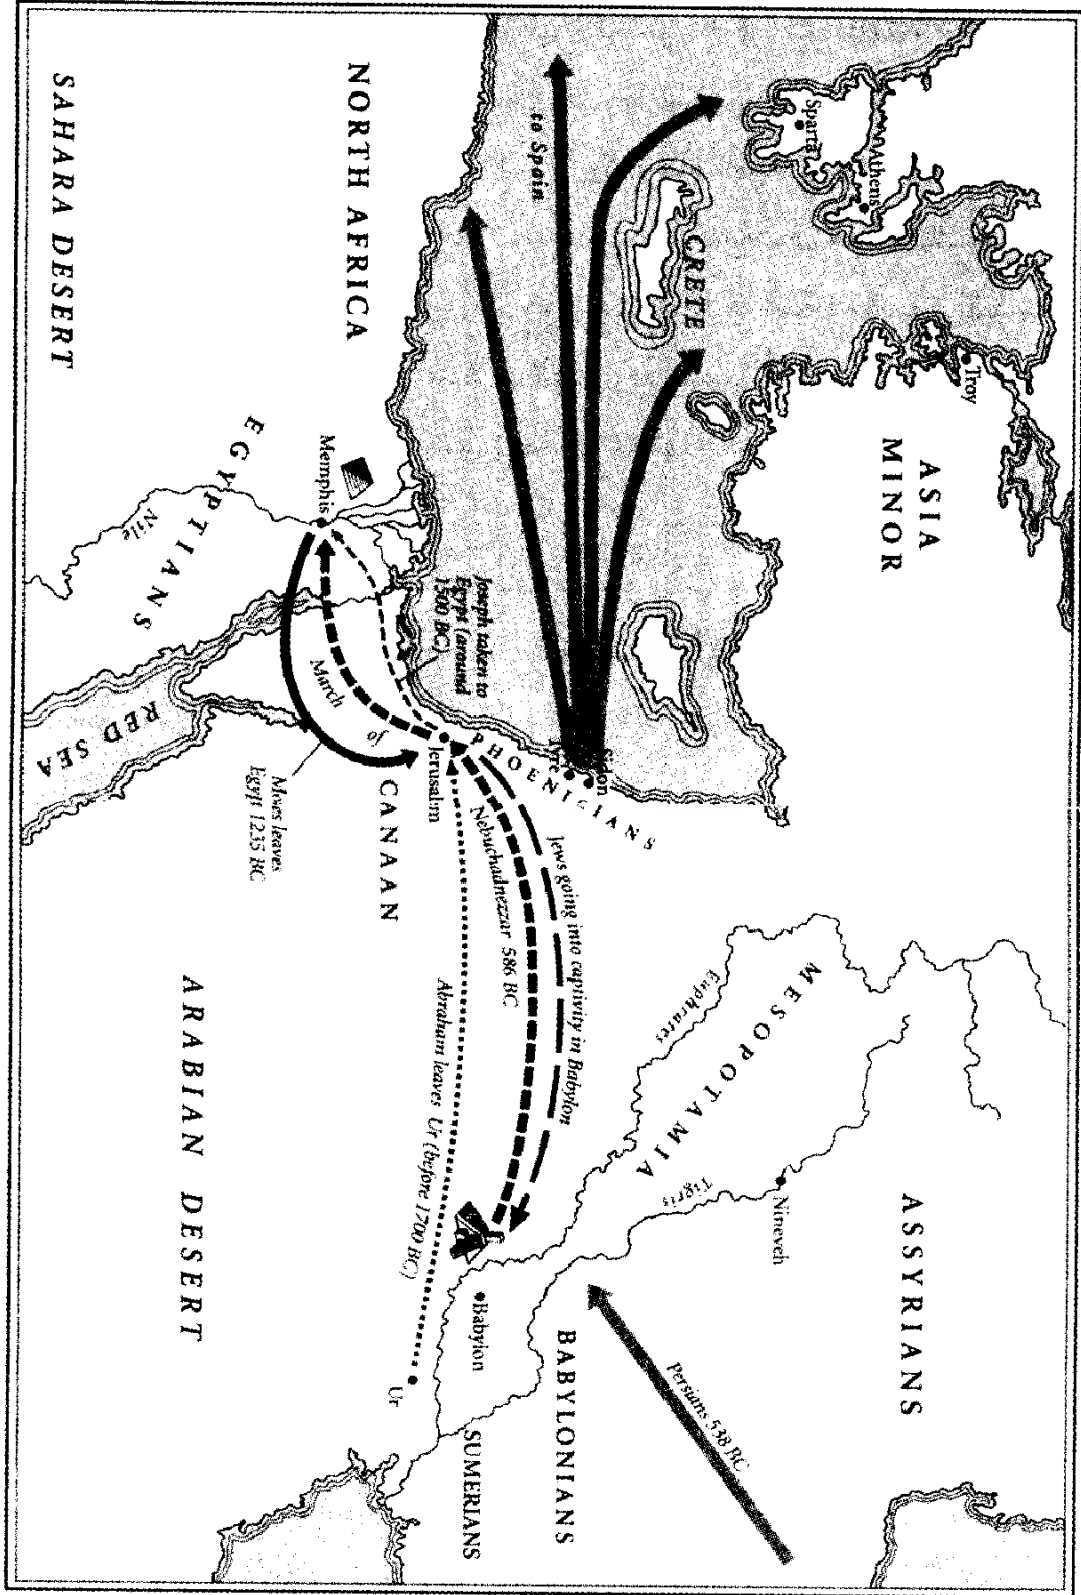 Sparta
Athens
Troy
ASIA
MINOR
CRETE
to Spain
NORTH AFRICA
SAHARA DESERT
EGYPTIANS
Memphis
Nile
RED SEA
Joseph taken to
Egypt (around
1500 BC)
Sidon
Tyre
PHOENICIANS
Jerusalem
CANAAN
March of Nebuchadnezzar 586 BC
Moses leaves
Egypt 1235 BC
Jews going into captivity in Babylon
Abraham leaves Ur (before 1700 BC)
ARABIAN DESERT
MESOPOTAMIA
Euphrates
Tigris
Nineveh
ASSYRIANS
Babylon
BABYLONIANS
Ur
SUMERIANS
Persians 538 BC